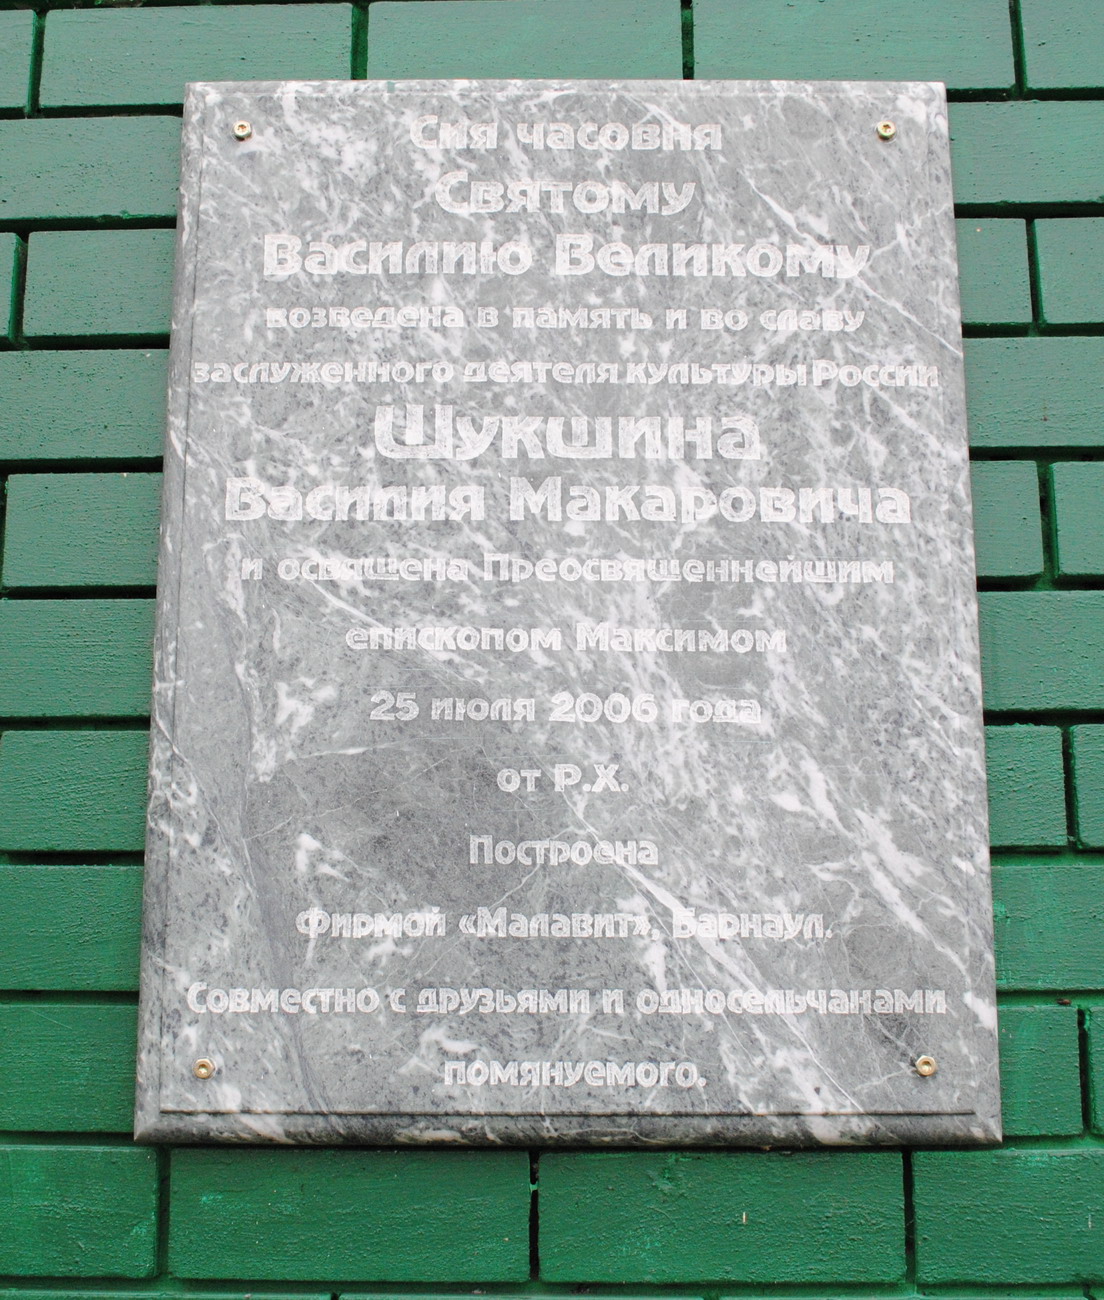 Сия часовня
Святому
Василию Великому
возведена в память и во славу
заслуженного деятеля культуры России
Шукшина
Василия Макаровича
и освящена Преосвященнейшим
епископом Максимом
25 июля 2006 года
от Р.Х.
Построена
Фирмой «Малавит», Барнаул.
Совместно с друзьями и односельчанами
помянуемого.